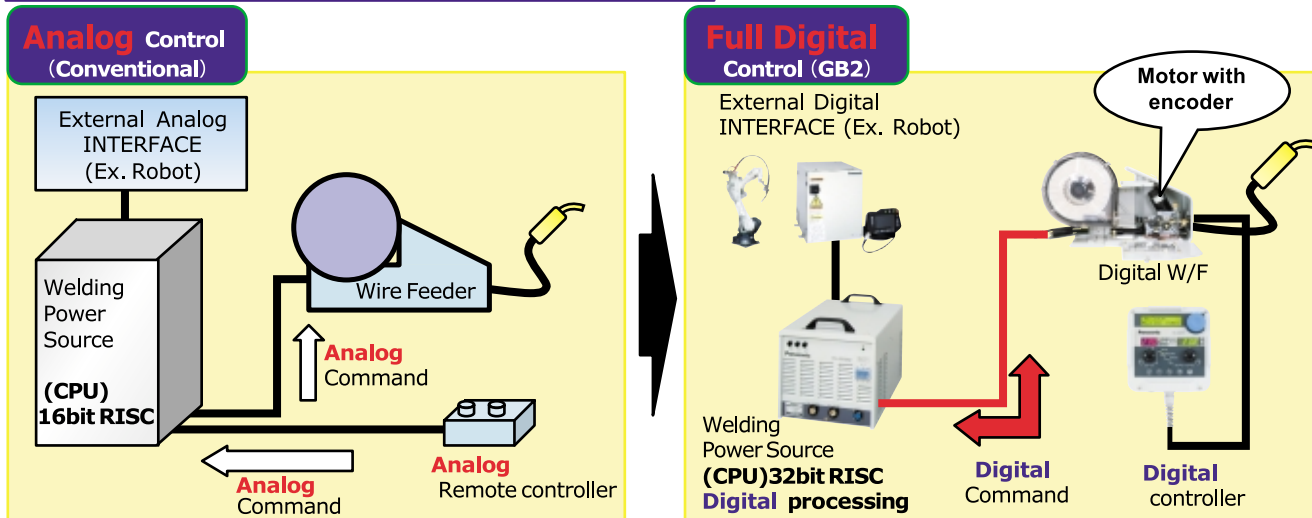 Analog Control
(Conventional)
External Analog
INTERFACE
(Ex. Robot)
Welding
Power
Source
(CPU)
16bit RISC
Wire Feeder
Analog
Command
Analog
Command
Analog
Remote controller
Full Digital
Control (GB2)
External Digital
INTERFACE (Ex. Robot)
Motor with
encoder
Digital W/F
Panasonic
Welding
Power Source
(CPU)32bit RISC
Digital processing
Digital
Command
Digital
controller